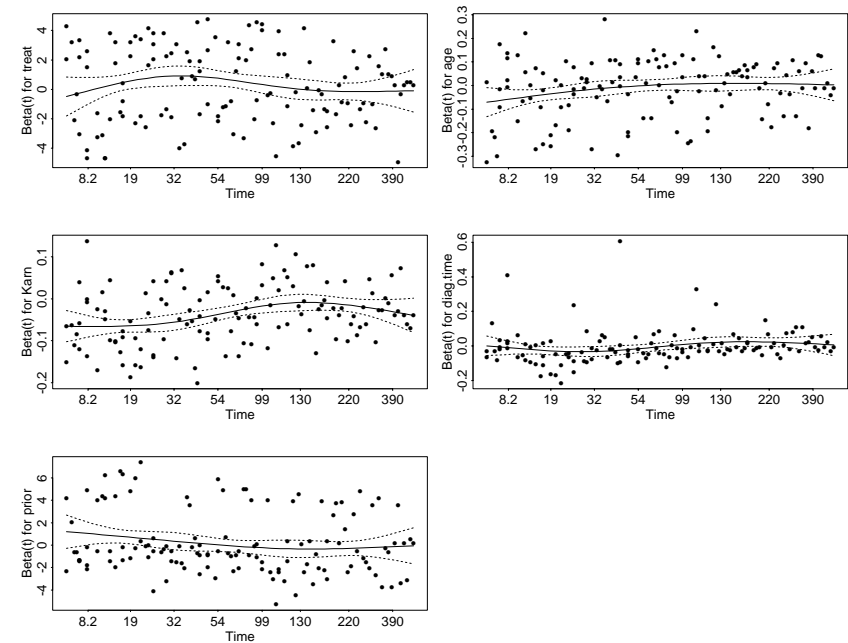 Beta(t) for treat
4
2
0
-2
-4
8.2 19 32 54 99 130 220 390
Time
Beta(t) for age
0.3
0.2
0.1
-0.0
-0.1
-0.2
-0.3
8.2 19 32 54 99 130 220 390
Time
Beta(t) for Karn
0.1
0.0
-0.1
-0.2
8.2 19 32 54 99 130 220 390
Time
Beta(t) for diag.time
0.6
0.4
0.2
0.0
-0.2
8.2 19 32 54 99 130 220 390
Time
Beta(t) for prior
6
4
2
0
-2
-4
8.2 19 32 54 99 130 220 390
Time